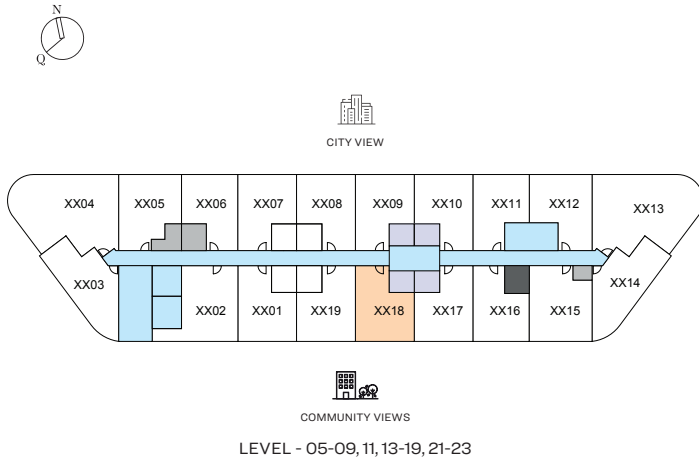 N
Q
CITY VIEW
XX04 XX05 XX06 XX07 XX08 XX09 XX10 XX11 XX12 XX13
XX03 XX14
XX02 XX01 XX19 XX18 XX17 XX16 XX15
COMMUNITY VIEWS
LEVEL - 05-09, 11, 13-19, 21-23